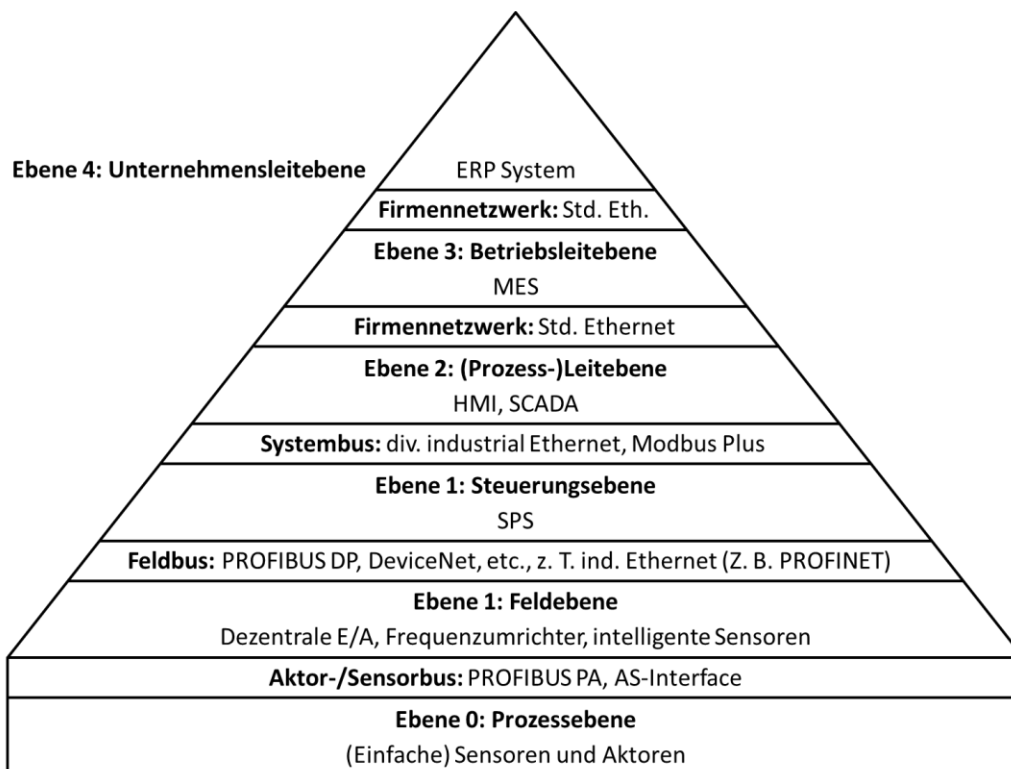 Ebene 4: Unternehmensleitebene
ERP System
Firmennetzwerk: Std. Eth.
Ebene 3: Betriebsleitebene
MES
Firmennetzwerk: Std. Ethernet
Ebene 2: (Prozess-)Leitebene
HMI, SCADA
Systembus: div. industrial Ethernet, Modbus Plus
Ebene 1: Steuerungsebene
SPS
Feldbus: PROFIBUS DP, DeviceNet, etc., z. T. ind. Ethernet (Z. B. PROFINET)
Ebene 1: Feldebene
Dezentrale E/A, Frequenzumrichter, intelligente Sensoren
Aktor-/Sensorbus: PROFIBUS PA, AS-Interface
Ebene 0: Prozessebene
(Einfache) Sensoren und Aktoren